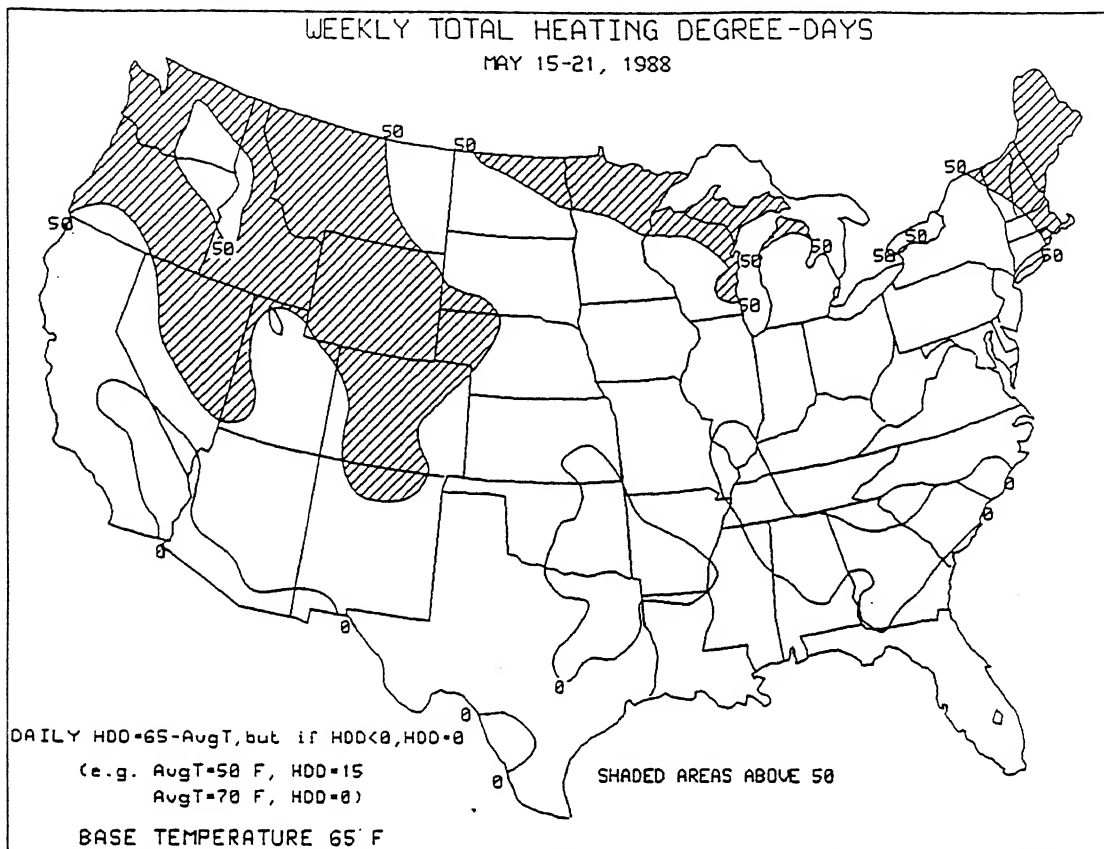 WEEKLY TOTAL HEATING DEGREE-DAYS
MAY 15-21, 1988
50
50
50
50
50
50
50
50
50
50
50
0
0
0
0
0
0
0
DAILY HDD=65-AvgT,but if HDD<0,HDD=0
(e.g. AvgT=50 F, HDD=15
AvgT=70 F, HDD=0)
SHADED AREAS ABOVE 50
BASE TEMPERATURE 65°F